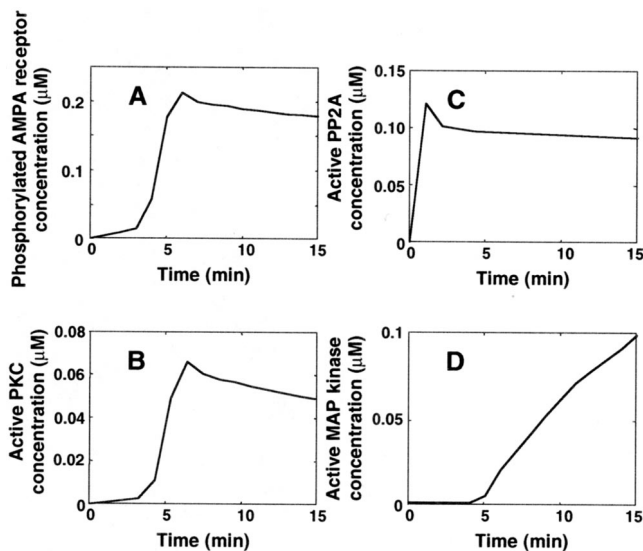 Phosphorylated AMPA receptor
concentration (μM)
A
0.2
0.1
0
0 5 10 15
Time (min)
Active PP2A
concentration (μM)
C
0.15
0.10
0.05
0
0 5 10 15
Time (min)
Active PKC
concentration (μM)
B
0.08
0.06
0.04
0.02
0
0 5 10 15
Time (min)
Active MAP kinase
concentration (μM)
D
0.1
0.05
0
0 5 10 15
Time (min)